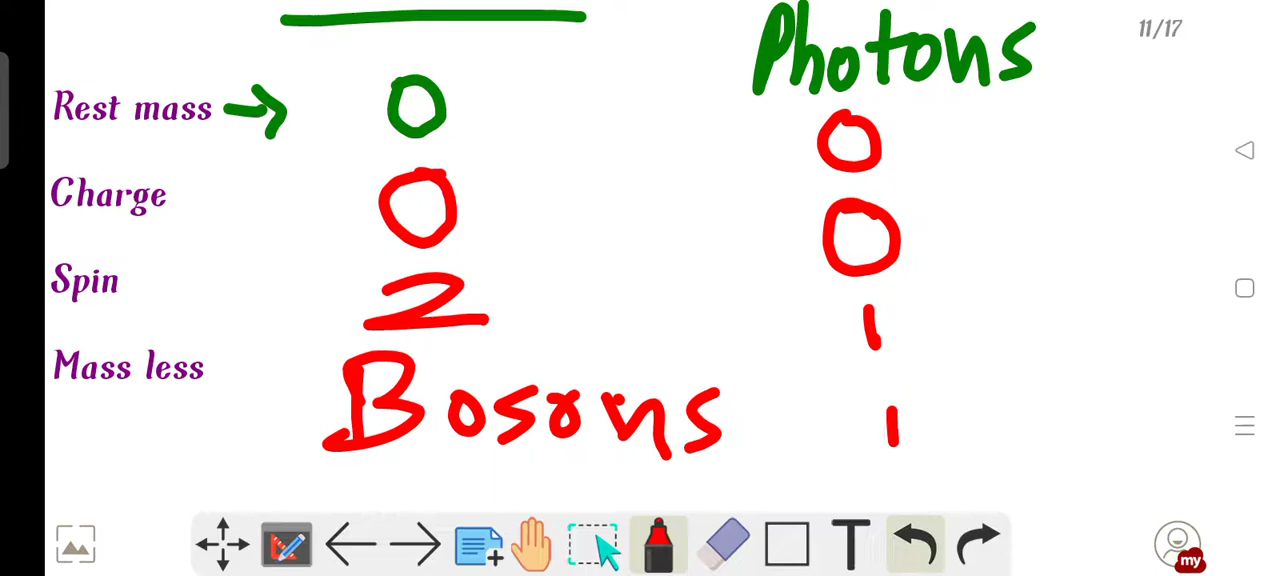 Photons
11/17
Rest mass → 0 0
Charge 0 0
Spin 2 1
Mass less Bosons 1
T
my